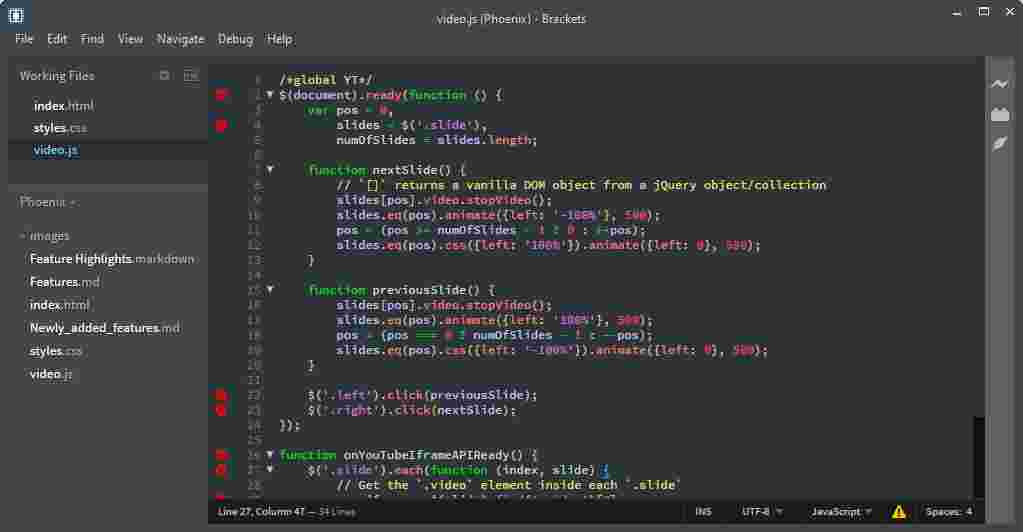 video.js (Phoenix) - Brackets
File Edit Find View Navigate Debug Help
Working Files
index.html
styles.css
video.js
Phoenix
images
Feature Highlights.markdown
Features.md
index.html
Newly_added_features.md
styles.css
video.js
1 /*global YT*/
2 $(document).ready(function () {
3 var pos = 0,
4 slides = $('.slide'),
5 numOfSlides = slides.length;
6
7 function nextSlide() {
8 // `[]` returns a vanilla DOM object from a jQuery object/collection
9 slides[pos].video.stopVideo();
10 slides.eq(pos).animate({left: '-100%'}, 500);
11 pos = (pos >= numOfSlides - 1 ? 0 : ++pos);
12 slides.eq(pos).css({left: '100%'}).animate({left: 0}, 500);
13 }
14
15 function previousSlide() {
16 slides[pos].video.stopVideo();
17 slides.eq(pos).animate({left: '100%'}, 500);
18 pos = (pos === 0 ? numOfSlides - 1 : --pos);
19 slides.eq(pos).css({left: '-100%'}).animate({left: 0}, 500);
20 }
21
22 $('.left').click(previousSlide);
23 $('.right').click(nextSlide);
24 });
25
26 function onYouTubeIframeAPIReady() {
27 $('.slide').each(function (index, slide) {
28 // Get the `.video` element inside each `.slide`
Line 27, Column 47 — 34 Lines
INS UTF-8 JavaScript Spaces: 4